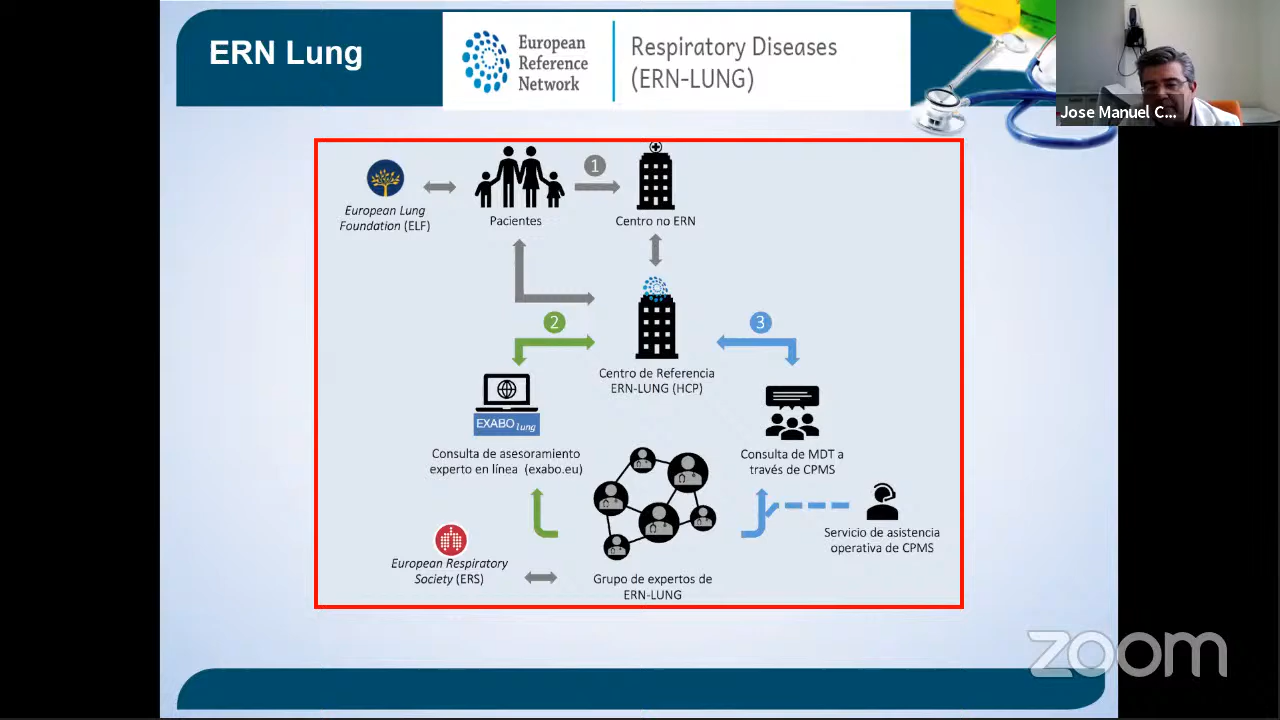 ERN Lung
European
Reference
Network
Respiratory Diseases
(ERN-LUNG)
Jose Manuel C...
1
European Lung
Foundation (ELF)
Pacientes
Centro no ERN
2
3
Centro de Referencia
ERN-LUNG (HCP)
EXABO lung
Consulta de asesoramiento
experto en línea (exabo.eu)
Consulta de MDT a
través de CPMS
Servicio de asistencia
operativa de CPMS
European Respiratory
Society (ERS)
Grupo de expertos de
ERN-LUNG
zoom